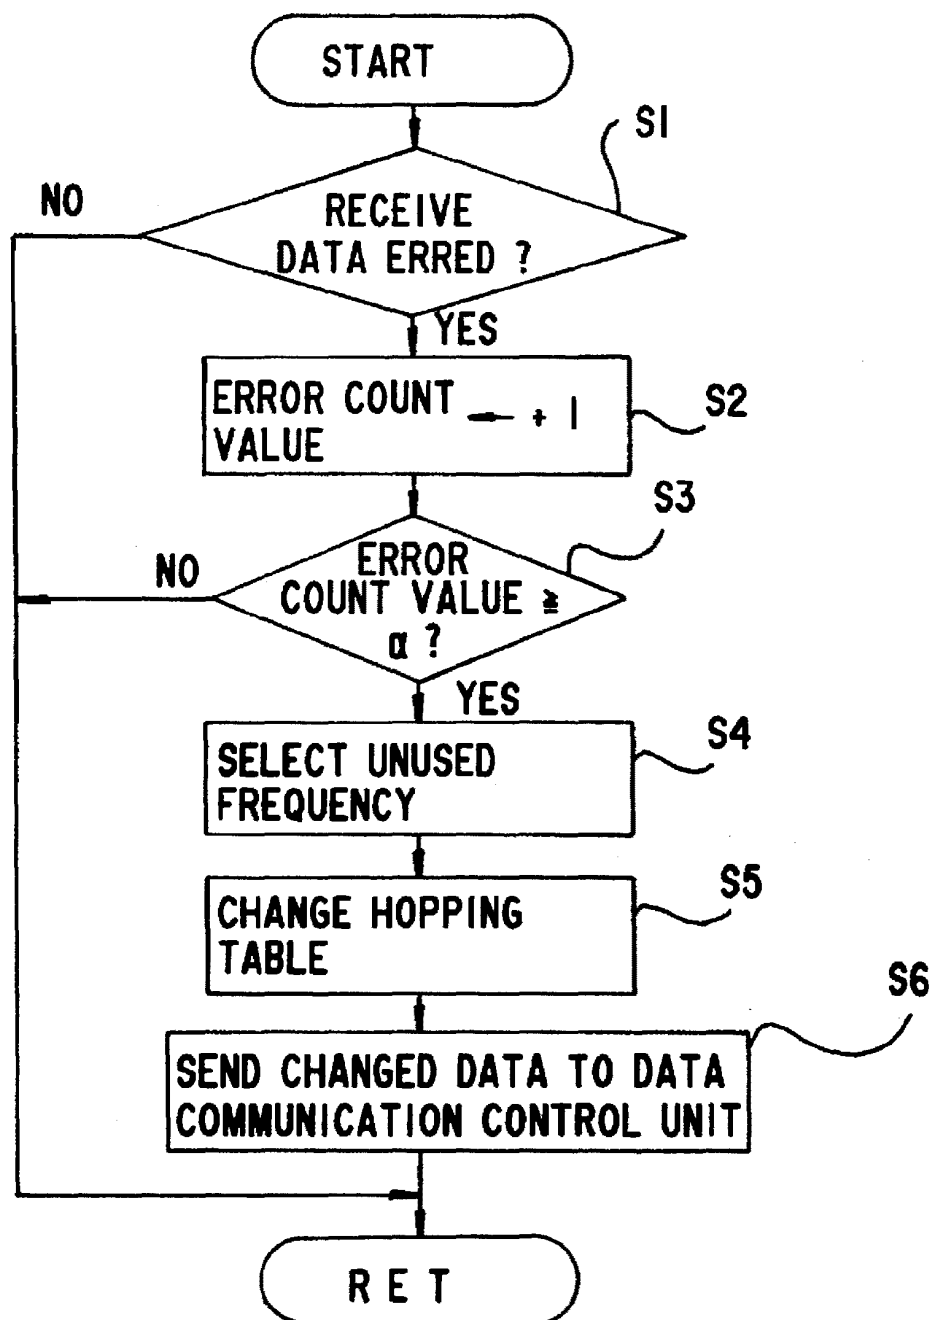 START
S1
NO
RECEIVE
DATA ERRED ?
YES
ERROR COUNT
VALUE
← + 1
S2
S3
NO
ERROR
COUNT VALUE ≧
α ?
YES
S4
SELECT UNUSED
FREQUENCY
S5
CHANGE HOPPING
TABLE
S6
SEND CHANGED DATA TO DATA
COMMUNICATION CONTROL UNIT
RET